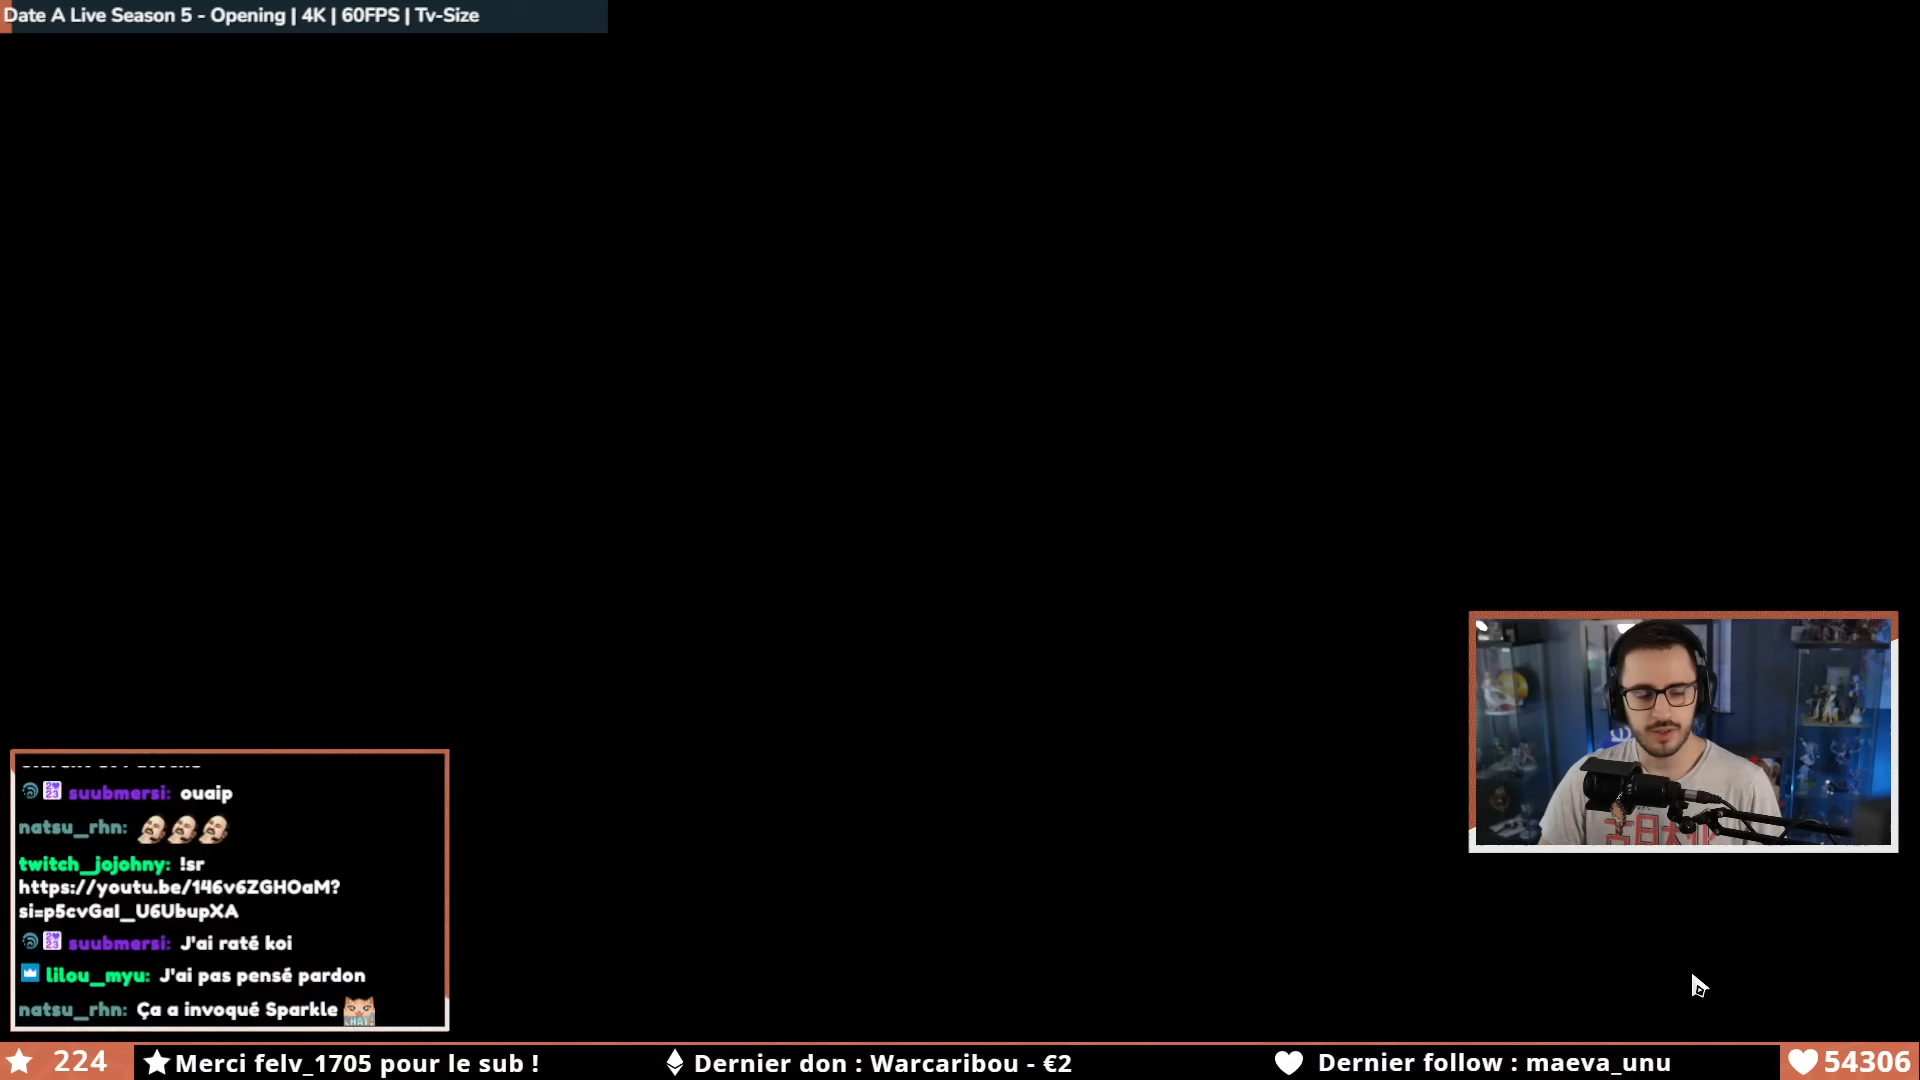 Date A Live Season 5 - Opening | 4K | 60FPS | Tv-Size
suubmersi: ouaip
natsu_rhn:
twitch_jojohny: !sr
https://youtu.be/146v6ZGHOaM?
si=p5cvGaI_U6UbupXA
suubmersi: J'ai raté koi
lilou_myu: J'ai pas pensé pardon
natsu_rhn: Ça a invoqué Sparkle
224
Merci felv_1705 pour le sub !
Dernier don : Warcaribou - €2
Dernier follow : maeva_unu
54306